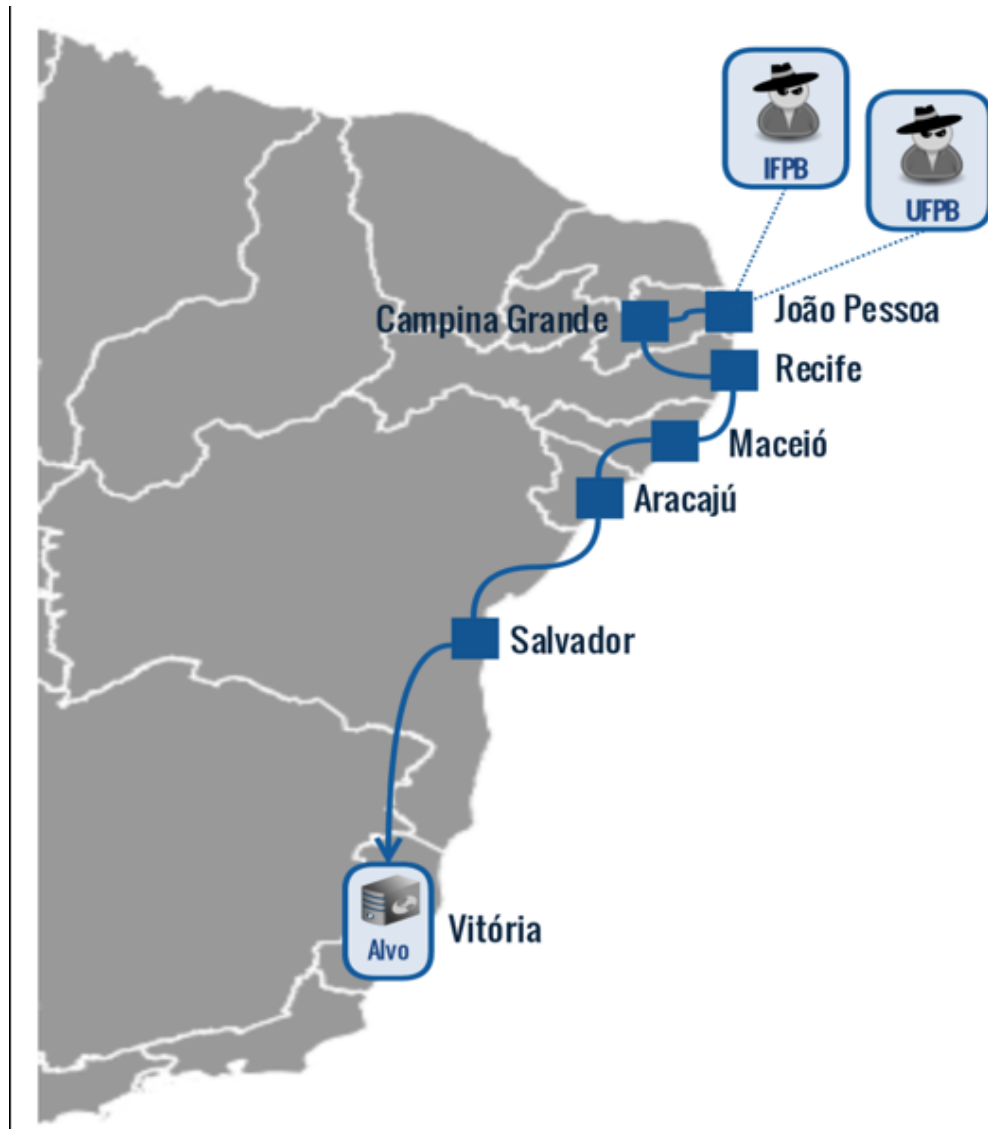 IFPB
UFPB
Campina Grande
João Pessoa
Recife
Maceió
Aracajú
Salvador
Vitória
Alvo